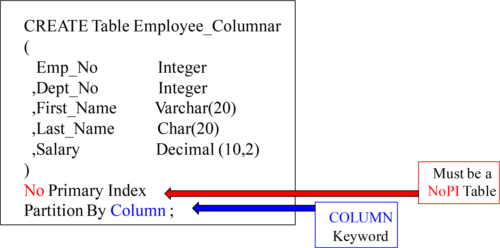 CREATE Table Employee_Columnar
(
Emp_No Integer
,Dept_No Integer
,First_Name Varchar(20)
,Last_Name Char(20)
,Salary Decimal (10,2)
)
No Primary Index
Partition By Column ;
Must be a
NoPI Table
COLUMN
Keyword